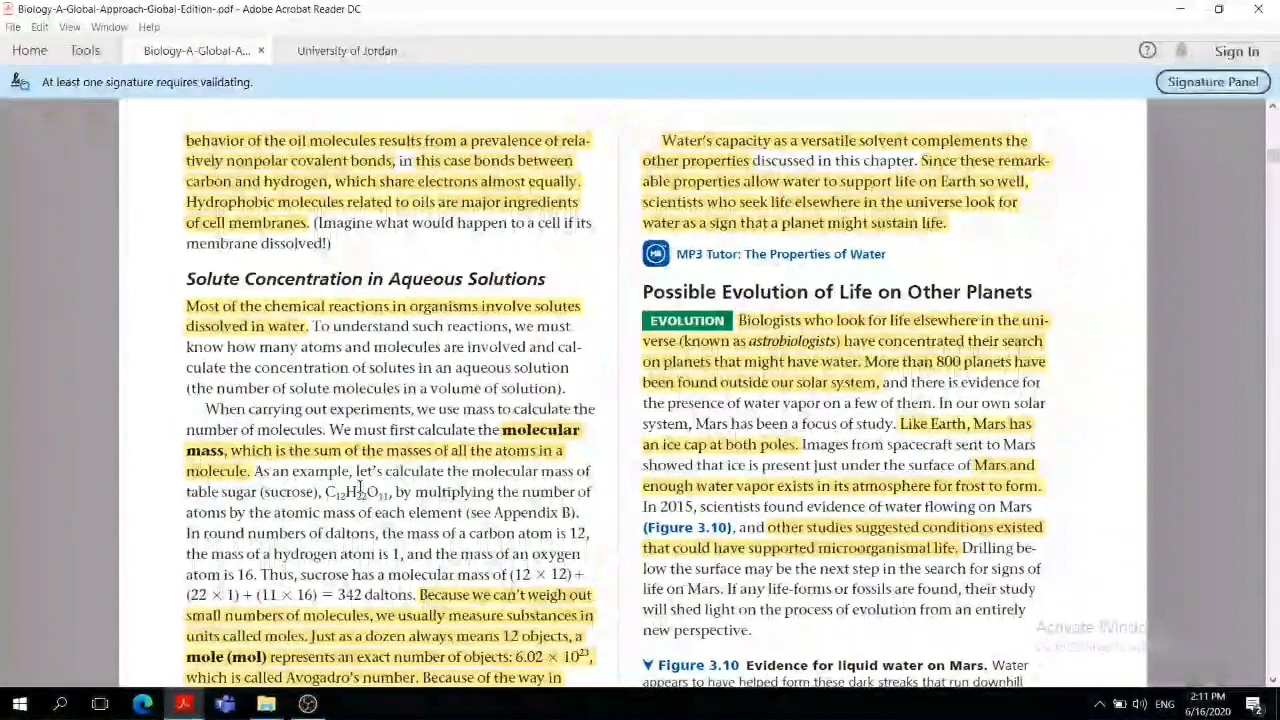 Biology-A-Global-Approach-Global-Edition-.pdf - Adobe Acrobat Reader DC
File Edit View Window Help
Home Tools Biology-A-Global-A... × University of Jordan Sign In
At least one signature requires validating. Signature Panel
behavior of the oil molecules results from a prevalence of rela-
tively nonpolar covalent bonds, in this case bonds between
carbon and hydrogen, which share electrons almost equally.
Hydrophobic molecules related to oils are major ingredients
of cell membranes. (Imagine what would happen to a cell if its
membrane dissolved!)
Solute Concentration in Aqueous Solutions
Most of the chemical reactions in organisms involve solutes
dissolved in water. To understand such reactions, we must
know how many atoms and molecules are involved and cal-
culate the concentration of solutes in an aqueous solution
(the number of solute molecules in a volume of solution).
When carrying out experiments, we use mass to calculate the
number of molecules. We must first calculate the molecular
mass, which is the sum of the masses of all the atoms in a
molecule. As an example, let's calculate the molecular mass of
table sugar (sucrose), C₁₂H₂₂O₁₁, by multiplying the number of
atoms by the atomic mass of each element (see Appendix B).
In round numbers of daltons, the mass of a carbon atom is 12,
the mass of a hydrogen atom is 1, and the mass of an oxygen
atom is 16. Thus, sucrose has a molecular mass of (12 × 12) +
(22 × 1) + (11 × 16) = 342 daltons. Because we can't weigh out
small numbers of molecules, we usually measure substances in
units called moles. Just as a dozen always means 12 objects, a
mole (mol) represents an exact number of objects: 6.02 × 10²³,
which is called Avogadro's number. Because of the way in
Water's capacity as a versatile solvent complements the
other properties discussed in this chapter. Since these remark-
able properties allow water to support life on Earth so well,
scientists who seek life elsewhere in the universe look for
water as a sign that a planet might sustain life.
MP3 Tutor: The Properties of Water
Possible Evolution of Life on Other Planets
EVOLUTION Biologists who look for life elsewhere in the uni-
verse (known as astrobiologists) have concentrated their search
on planets that might have water. More than 800 planets have
been found outside our solar system, and there is evidence for
the presence of water vapor on a few of them. In our own solar
system, Mars has been a focus of study. Like Earth, Mars has
an ice cap at both poles. Images from spacecraft sent to Mars
showed that ice is present just under the surface of Mars and
enough water vapor exists in its atmosphere for frost to form.
In 2015, scientists found evidence of water flowing on Mars
(Figure 3.10), and other studies suggested conditions existed
that could have supported microorganismal life. Drilling be-
low the surface may be the next step in the search for signs of
life on Mars. If any life-forms or fossils are found, their study
will shed light on the process of evolution from an entirely
new perspective.
Figure 3.10 Evidence for liquid water on Mars. Water
appears to have helped form these dark streaks that run downhill
Activate Windo
ENG
2:11 PM
6/16/2020
2